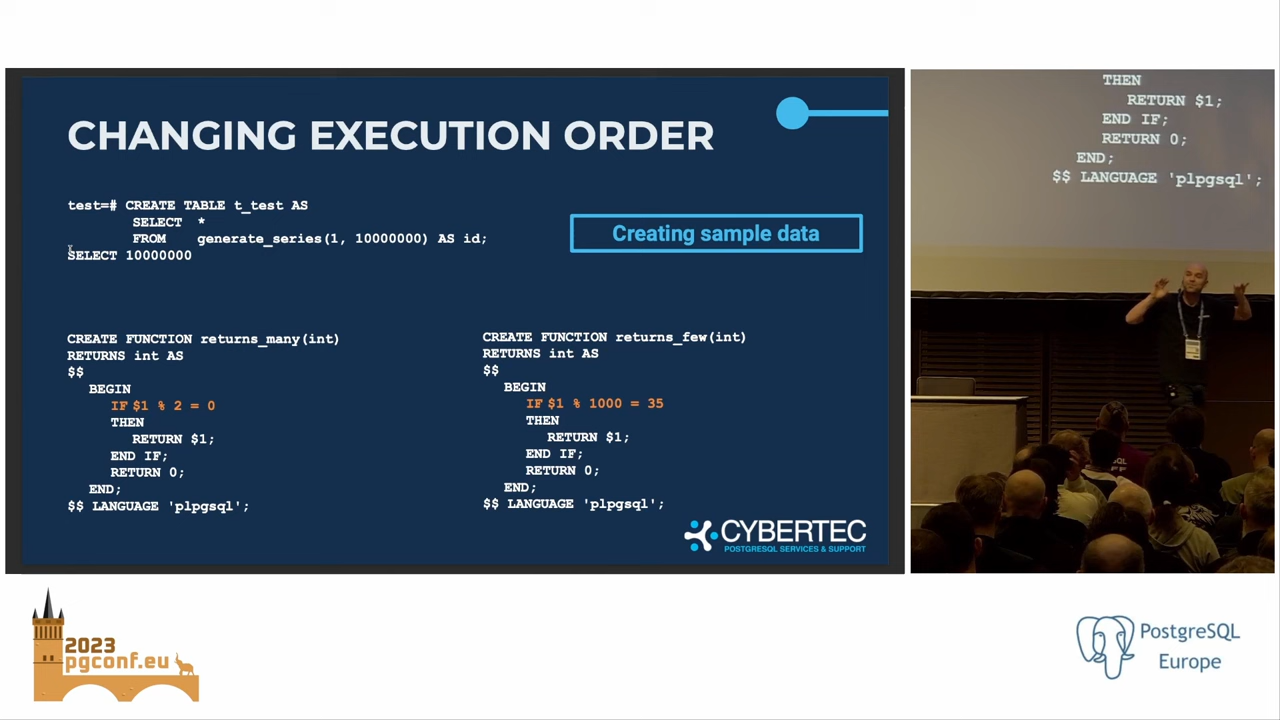 CHANGING EXECUTION ORDER
test=# CREATE TABLE t_test AS
SELECT *
FROM generate_series(1, 10000000) AS id;
SELECT 10000000
Creating sample data
CREATE FUNCTION returns_many(int)
RETURNS int AS
$$
BEGIN
IF $1 % 2 = 0
THEN
RETURN $1;
END IF;
RETURN 0;
END;
$$ LANGUAGE 'plpgsql';
CREATE FUNCTION returns_few(int)
RETURNS int AS
$$
BEGIN
IF $1 % 1000 = 35
THEN
RETURN $1;
END IF;
RETURN 0;
END;
$$ LANGUAGE 'plpgsql';
CYBERTEC
POSTGRESQL SERVICES & SUPPORT
THEN
RETURN $1;
END IF;
RETURN 0;
END;
$$ LANGUAGE 'plpgsql';
2023
pgconf.eu
PostgreSQL
Europe